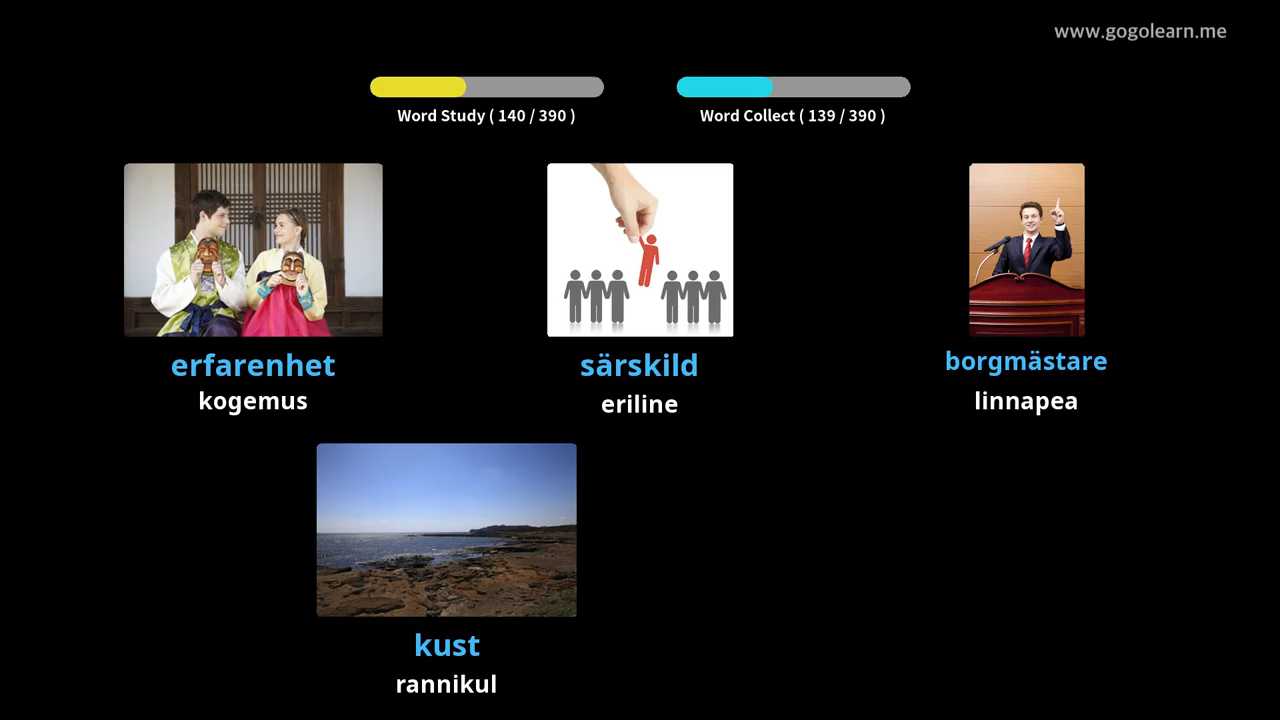 www.gogolearn.me
Word Study ( 140 / 390 )
Word Collect ( 139 / 390 )
erfarenhet
kogemus
särskild
eriline
borgmästare
linnapea
kust
rannikul